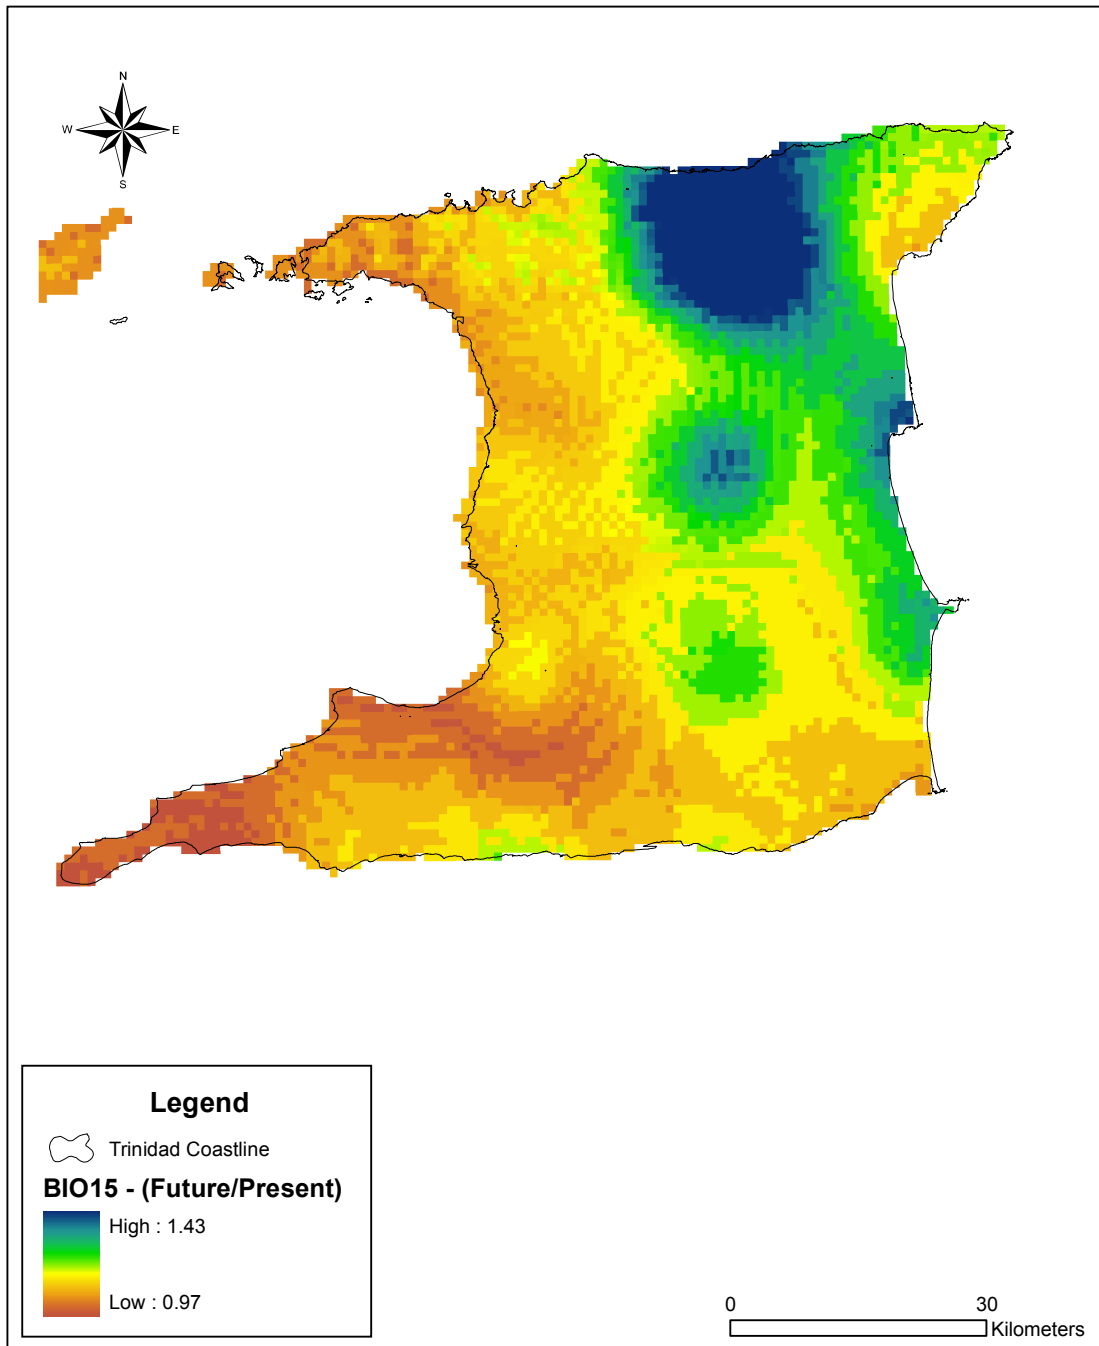 N
W E
S
Legend
Trinidad Coastline
BIO15 - (Future/Present)
High : 1.43
Low : 0.97
0 30
Kilometers